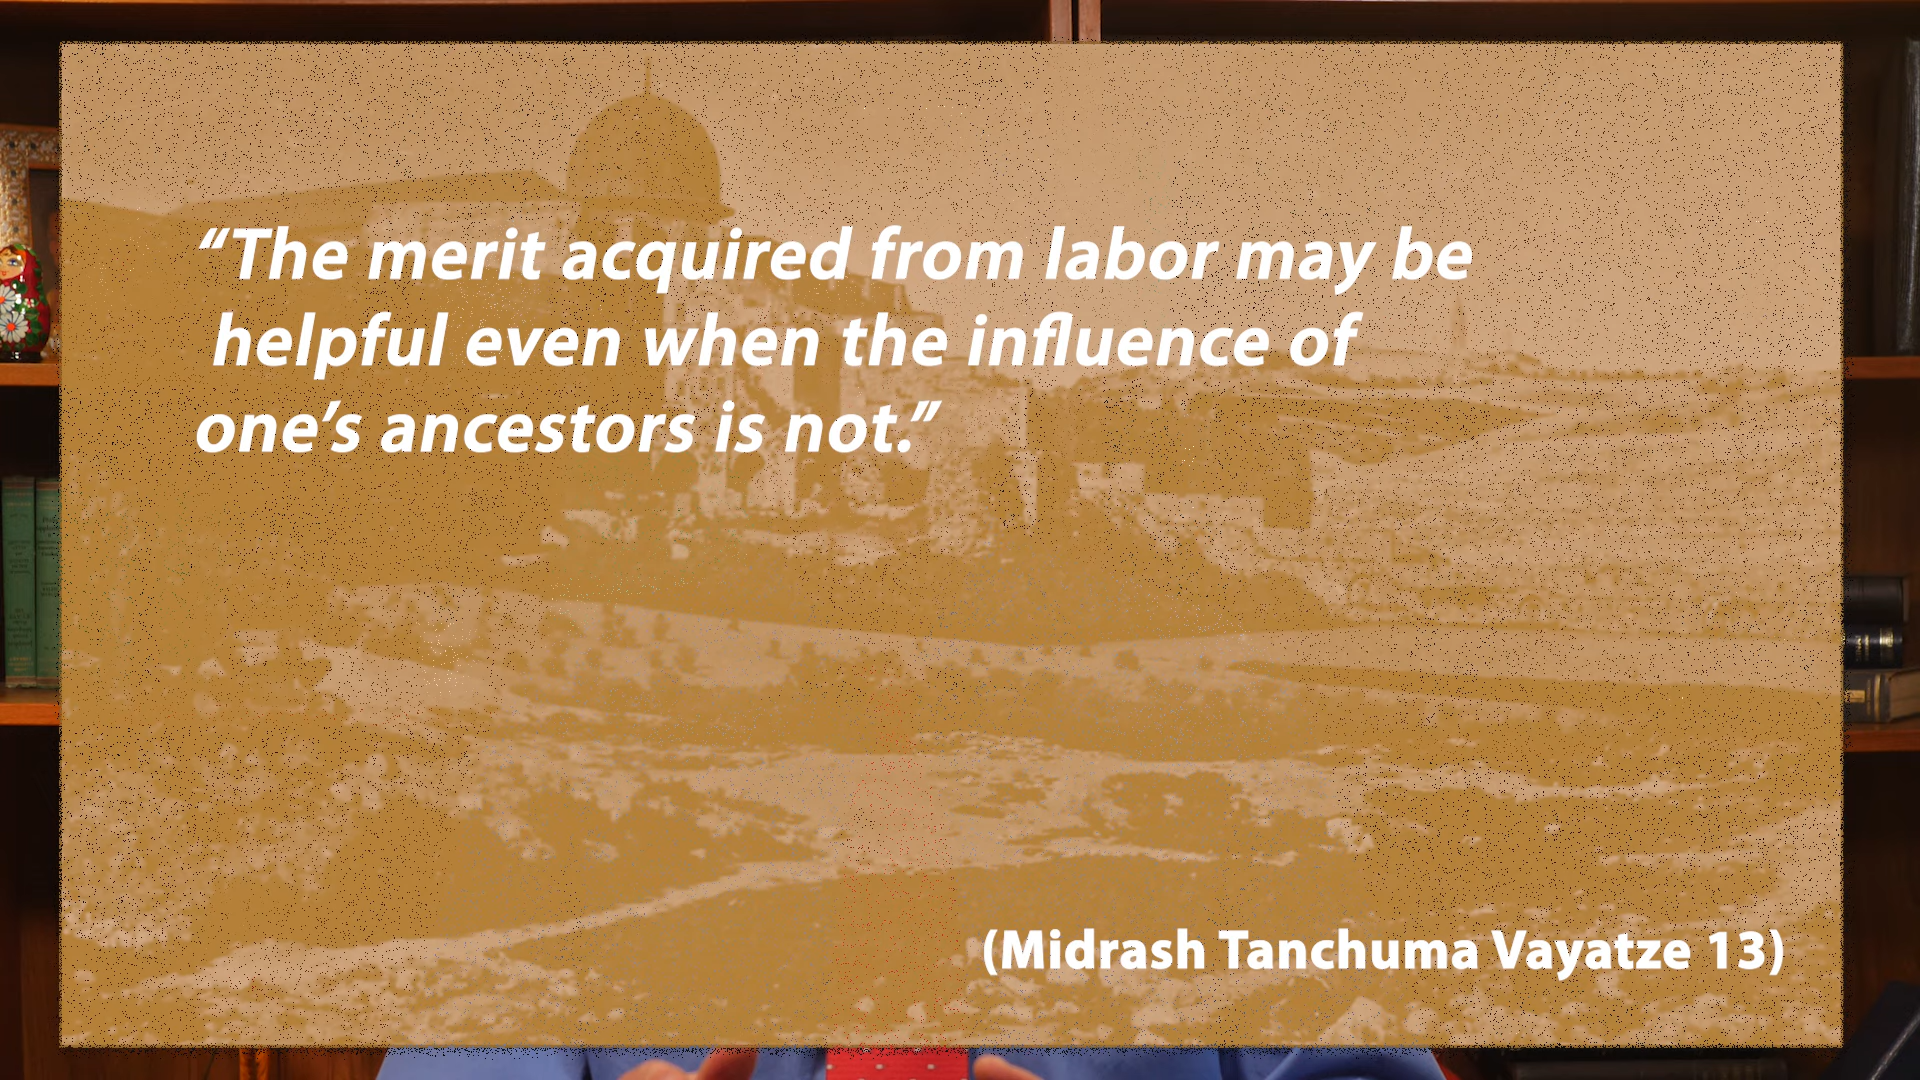 “The merit acquired from labor may be
helpful even when the influence of
one’s ancestors is not.”
(Midrash Tanchuma Vayatze 13)